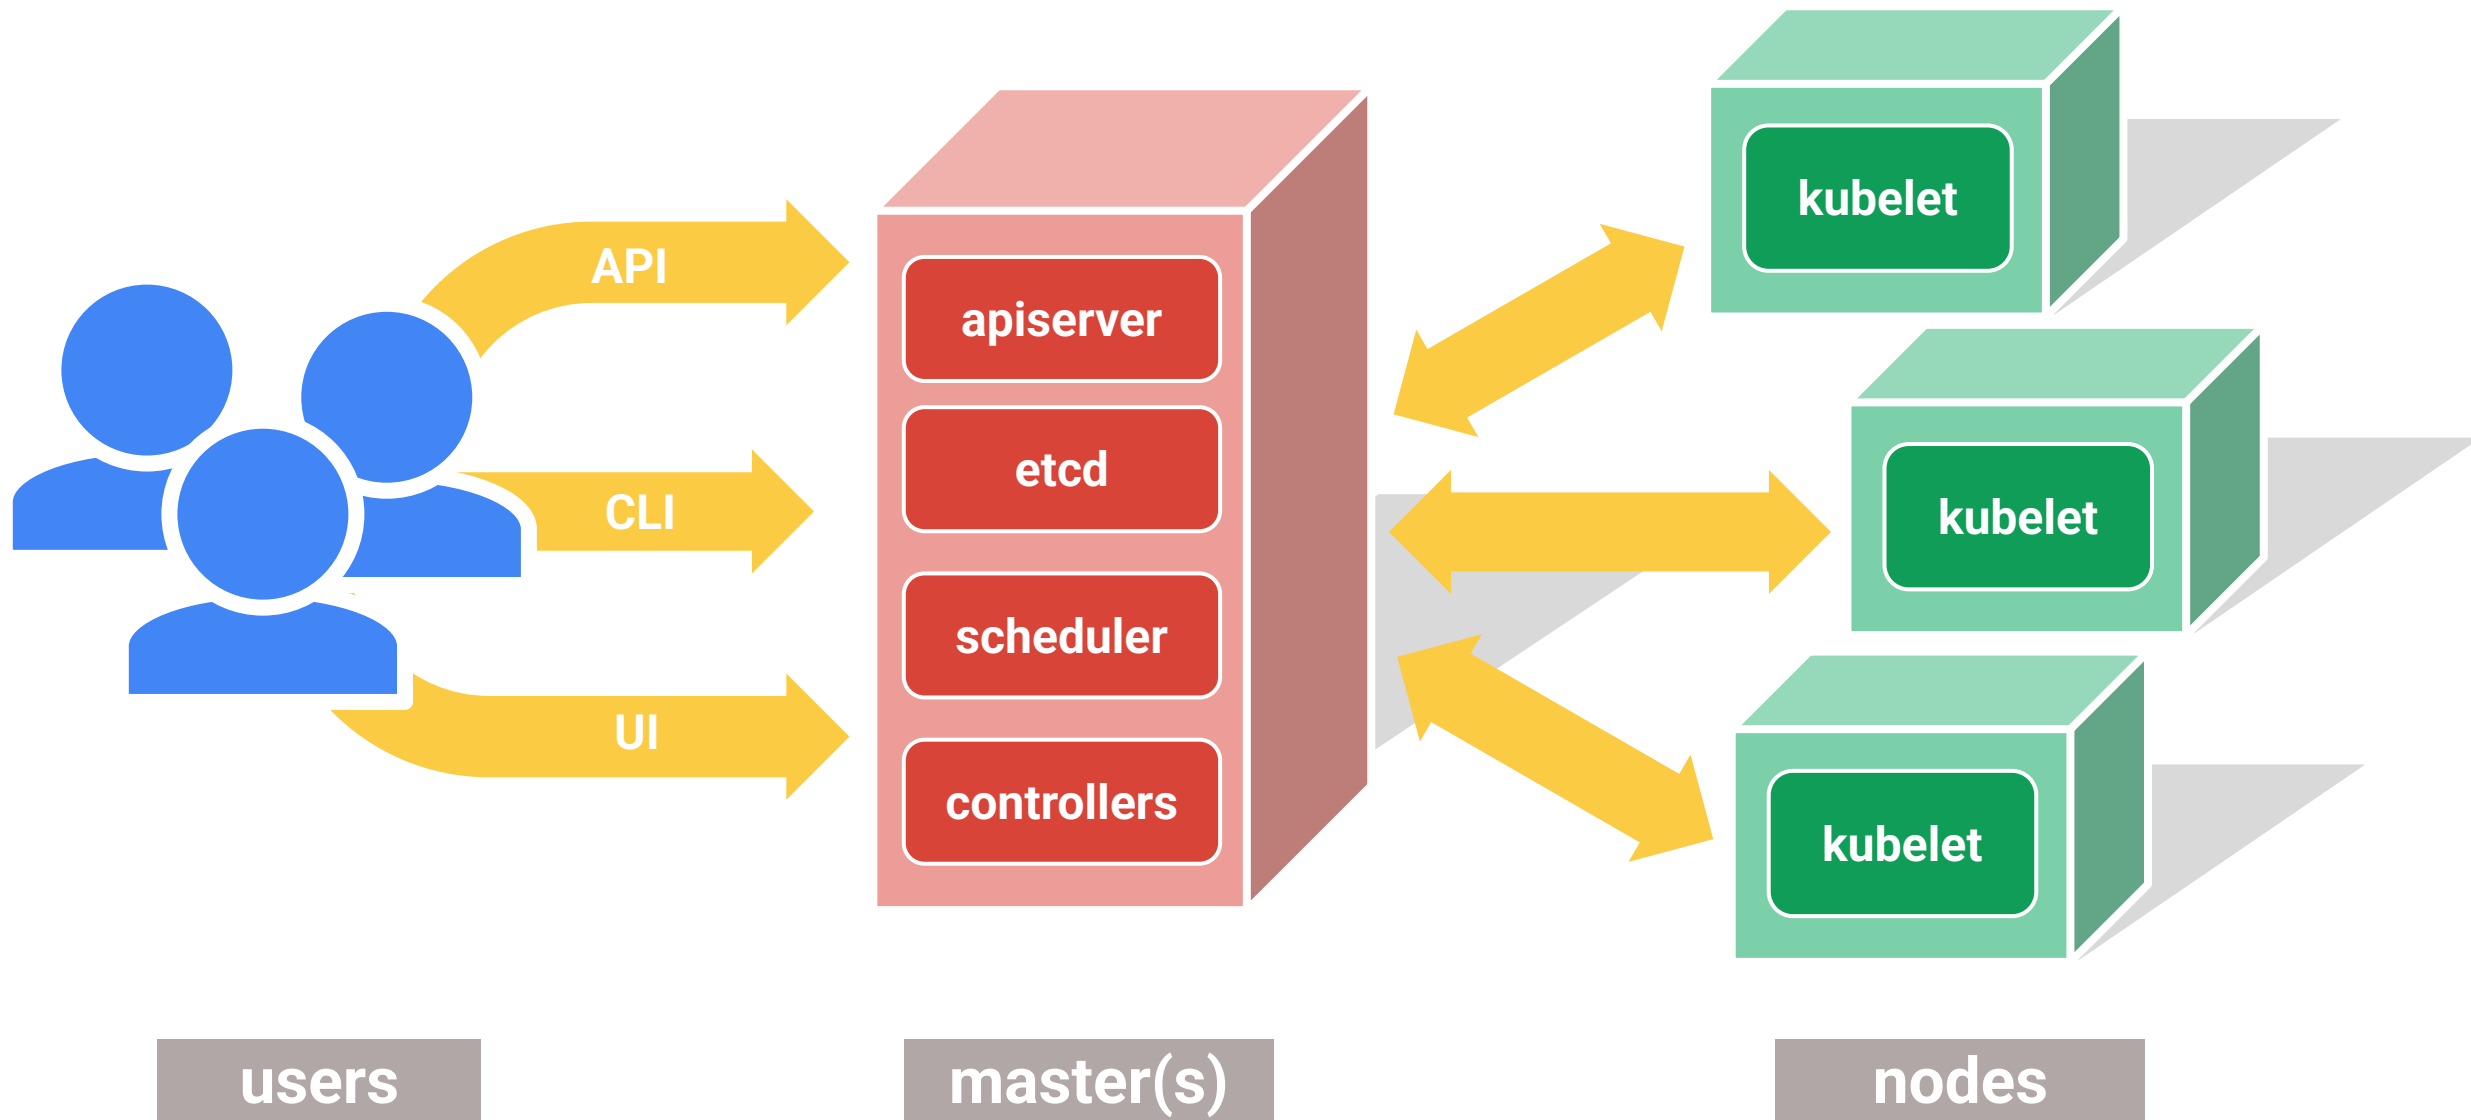 API
CLI
UI
apiserver
etcd
scheduler
controllers
kubelet
kubelet
kubelet
users
master(s)
nodes